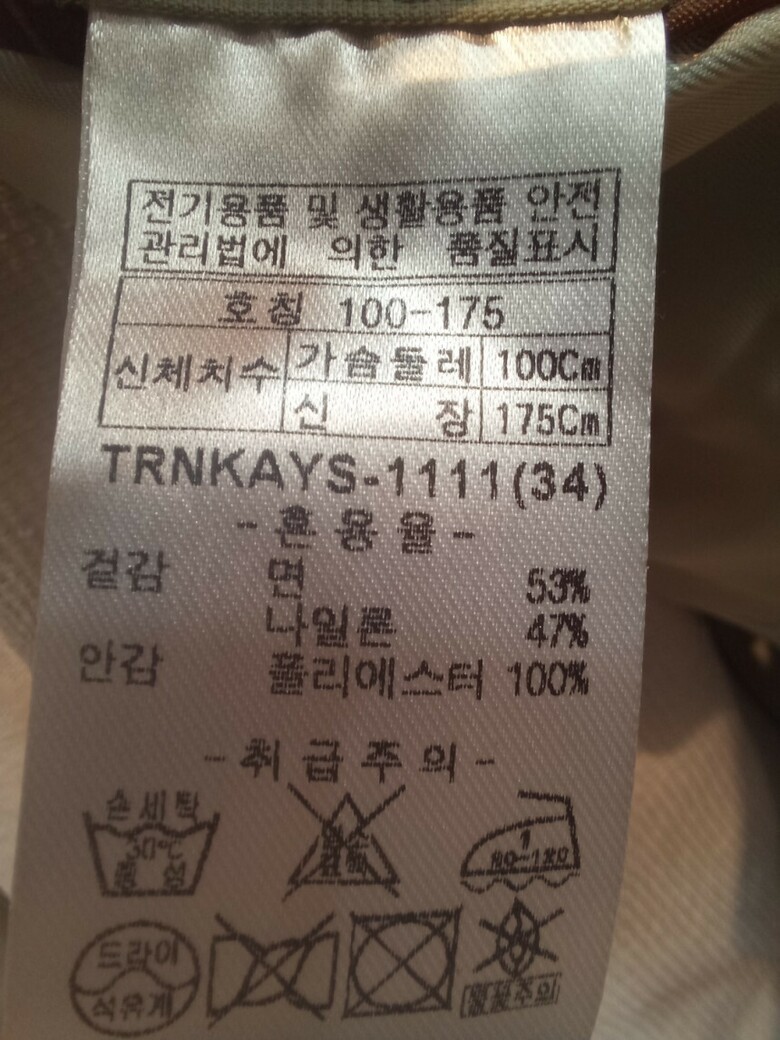 전기용품 및 생활용품 안전
관리법에 의한 품질표시
호칭 100-175
신체치수 가슴둘레 100Cm
신장 175Cm
TRNKAYS-1111(34)
-혼용율-
겉감 면 53%
나일론 47%
안감 폴리에스터 100%
-취급주의-
손세탁
30℃
중성
1
드라이
석유계